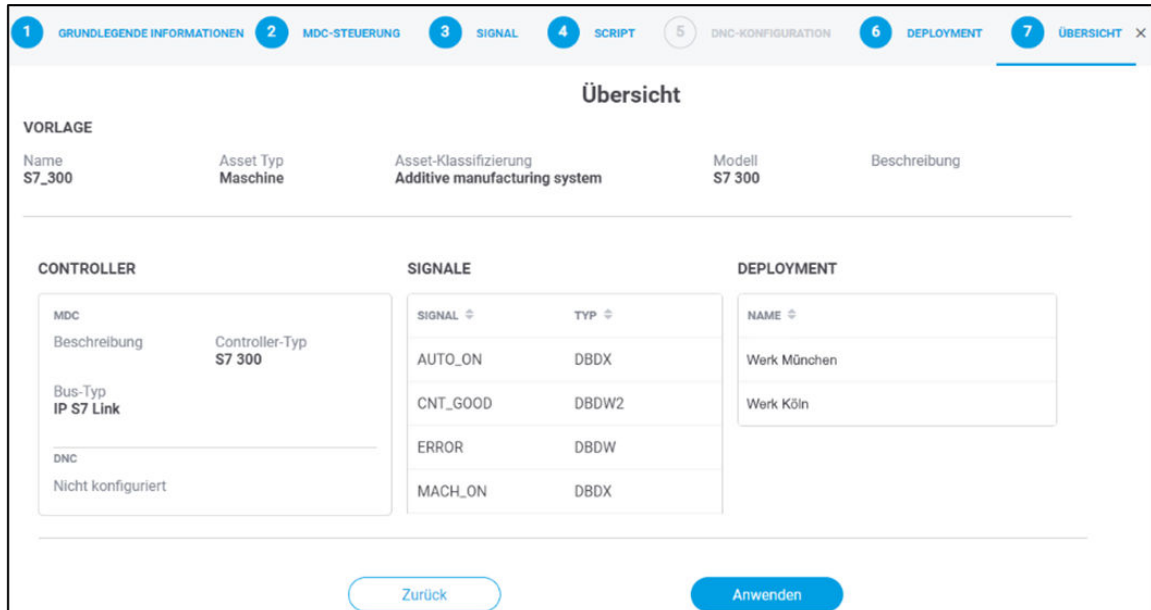 1 GRUNDLEGENDE INFORMATIONEN 2 MDC-STEUERUNG 3 SIGNAL 4 SCRIPT 5 DNC-KONFIGURATION 6 DEPLOYMENT 7 ÜBERSICHT ×
Übersicht
VORLAGE
Name Asset Typ Asset-Klassifizierung Modell Beschreibung
S7_300 Maschine Additive manufacturing system S7 300
CONTROLLER
MDC
Beschreibung Controller-Typ
S7 300
Bus-Typ
IP S7 Link
DNC
Nicht konfiguriert
SIGNALE
SIGNAL TYP
AUTO_ON DBDX
CNT_GOOD DBDW2
ERROR DBDW
MACH_ON DBDX
DEPLOYMENT
NAME
Werk München
Werk Köln
Zurück Anwenden